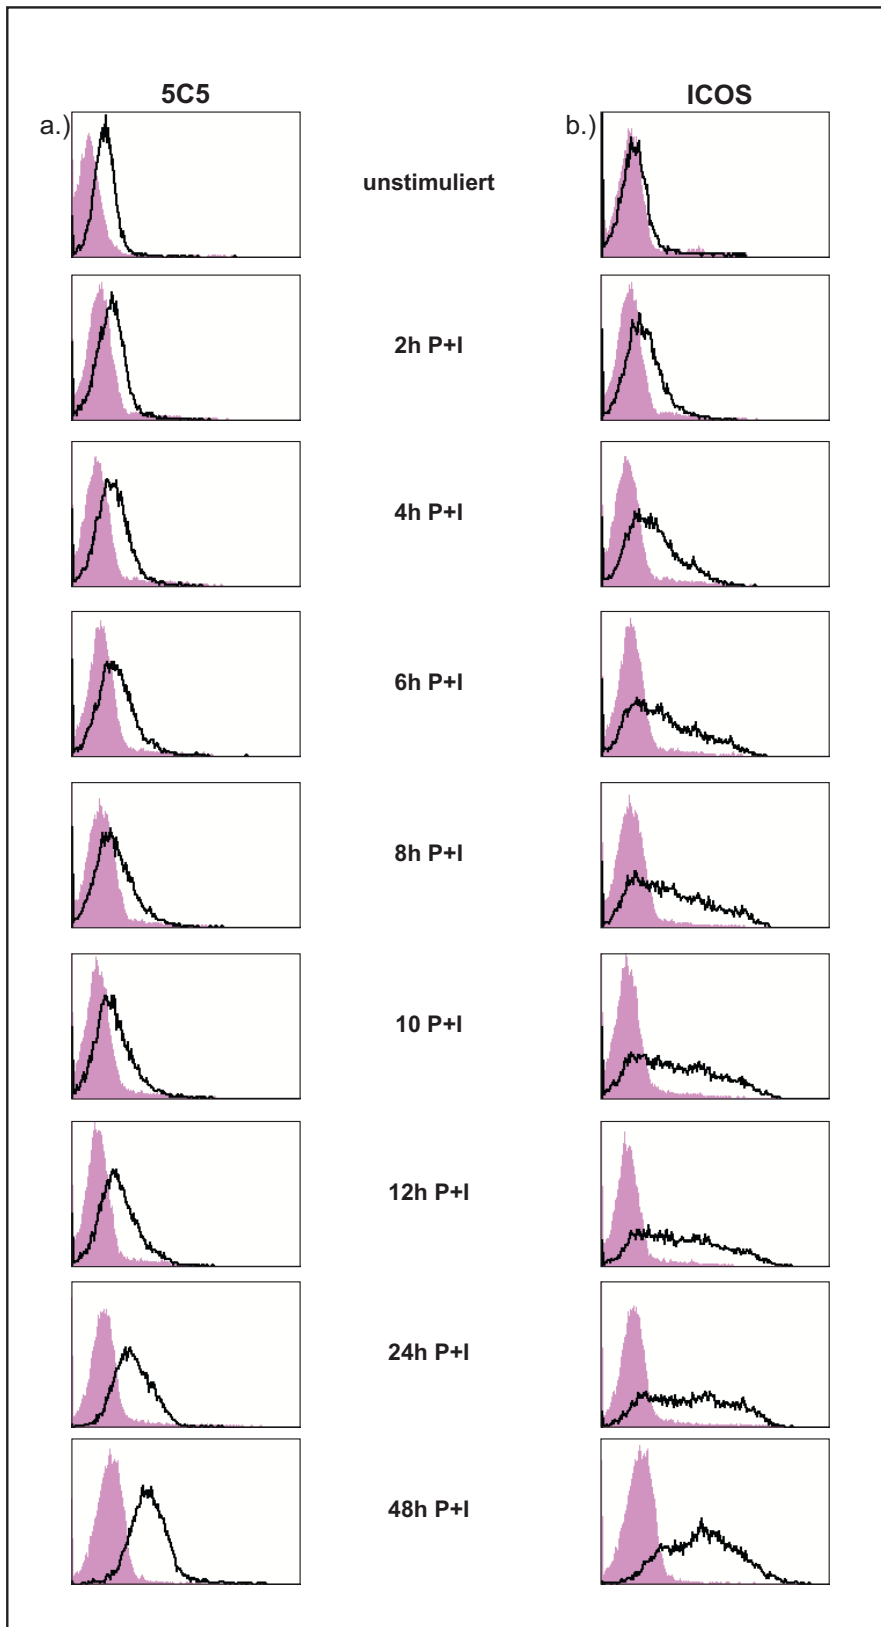 5C5
ICOS
a.)
b.)
unstimuliert
2h P+I
4h P+I
6h P+I
8h P+I
10 P+I
12h P+I
24h P+I
48h P+I